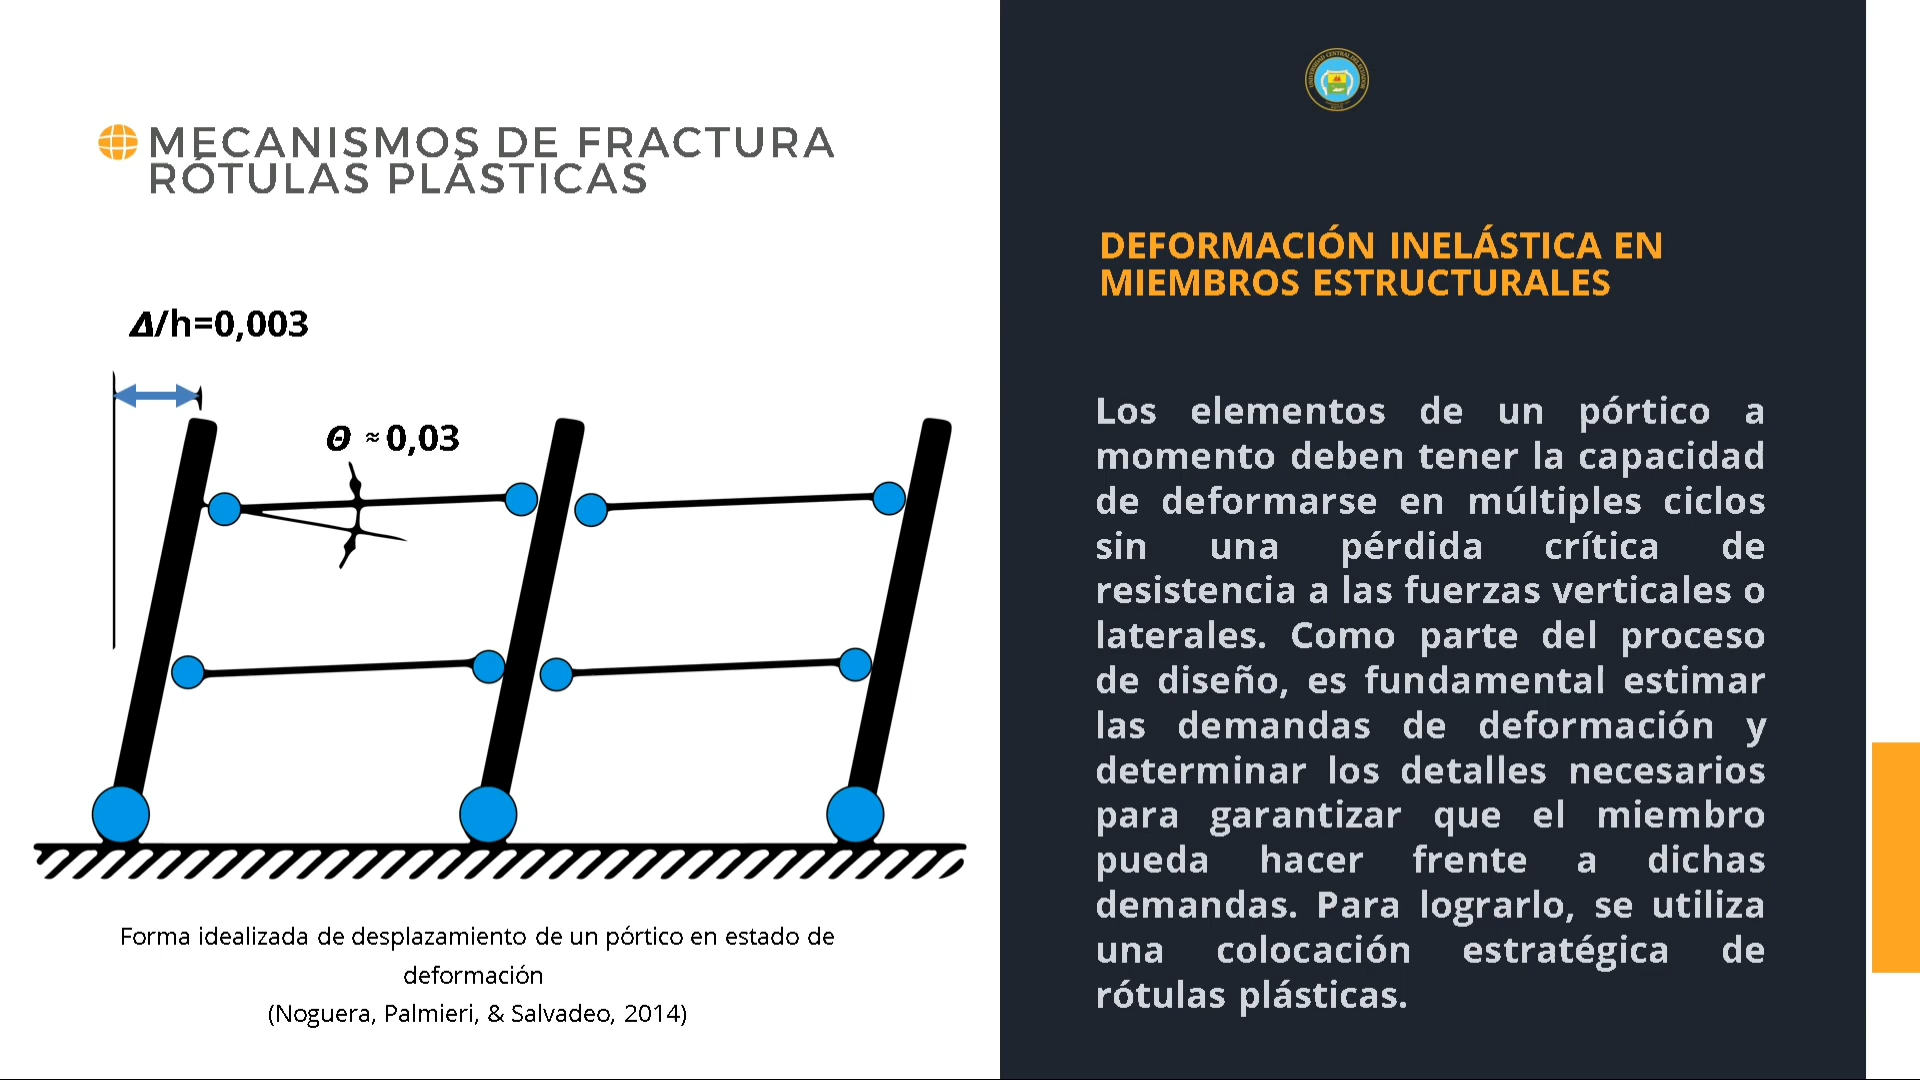 MECANISMOS DE FRACTURA
RÓTULAS PLÁSTICAS
Δ/h=0,003
Θ ≈0,03
Forma idealizada de desplazamiento de un pórtico en estado de
deformación
(Noguera, Palmieri, & Salvadeo, 2014)
UNIVERSIDAD CENTRAL DEL ECUADOR
DEFORMACIÓN INELÁSTICA EN
MIEMBROS ESTRUCTURALES
Los elementos de un pórtico a
momento deben tener la capacidad
de deformarse en múltiples ciclos
sin una pérdida crítica de
resistencia a las fuerzas verticales o
laterales. Como parte del proceso
de diseño, es fundamental estimar
las demandas de deformación y
determinar los detalles necesarios
para garantizar que el miembro
pueda hacer frente a dichas
demandas. Para lograrlo, se utiliza
una colocación estratégica de
rótulas plásticas.